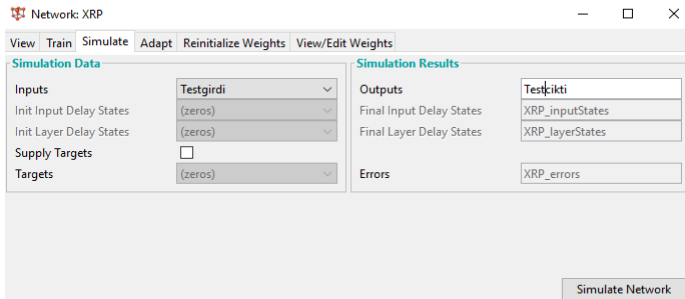 Network: XRP
View Train Simulate Adapt Reinitialize Weights View/Edit Weights
Simulation Data
Inputs Testgirdi
Init Input Delay States (zeros)
Init Layer Delay States (zeros)
Supply Targets
Targets (zeros)
Simulation Results
Outputs Testcikti
Final Input Delay States XRP_inputStates
Final Layer Delay States XRP_layerStates
Errors XRP_errors
Simulate Network